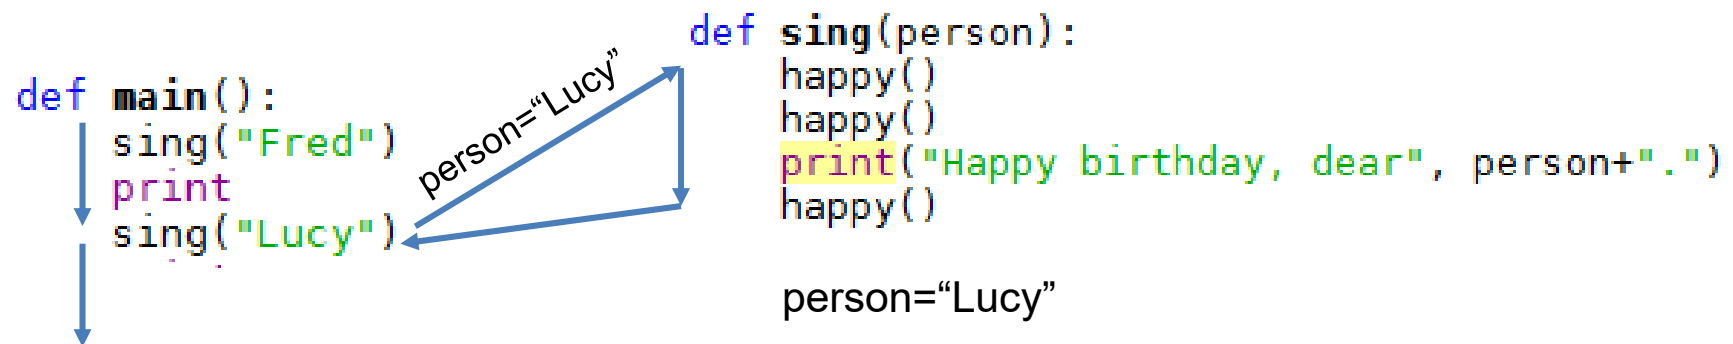 def main():
    sing("Fred")
    print
    sing("Lucy")
person=“Lucy”
def sing(person):
    happy()
    happy()
    print("Happy birthday, dear", person+".")
    happy()
person=“Lucy”